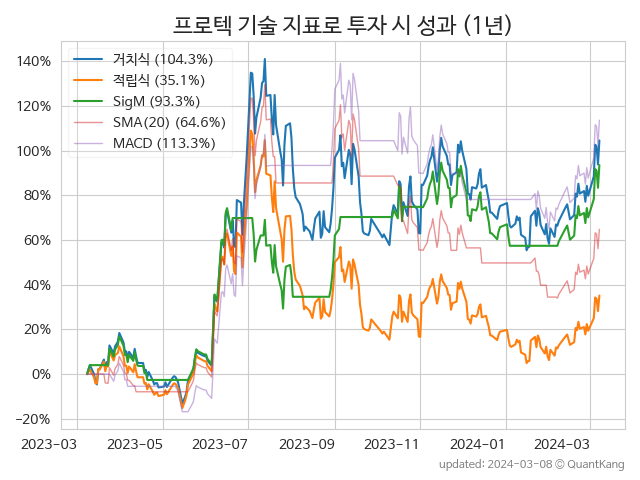 프로텍 기술 지표로 투자 시 성과 (1년)
140%
120%
100%
80%
60%
40%
20%
0%
−20%
거치식 (104.3%)
적립식 (35.1%)
SigM (93.3%)
SMA(20) (64.6%)
MACD (113.3%)
2023-03
2023-05
2023-07
2023-09
2023-11
2024-01
2024-03
updated: 2024-03-08 © QuantKang